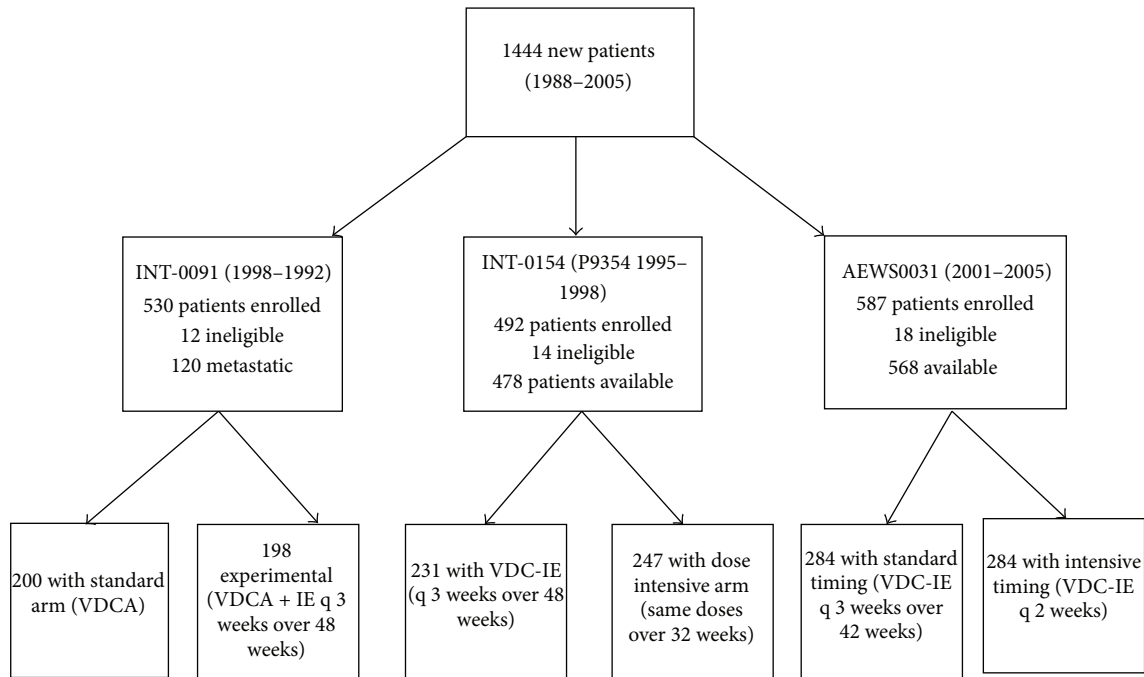 1444 new patients
(1988–2005)
INT-0091 (1998–1992)
530 patients enrolled
12 ineligible
120 metastatic
INT-0154 (P9354 1995–
1998)
492 patients enrolled
14 ineligible
478 patients available
AEWS0031 (2001–2005)
587 patients enrolled
18 ineligible
568 available
200 with standard
arm (VDCA)
198
experimental
(VDCA + IE q 3
weeks over 48
weeks)
231 with VDC-IE
(q 3 weeks over 48
weeks)
247 with dose
intensive arm
(same doses
over 32 weeks)
284 with standard
timing (VDC-IE
q 3 weeks over
42 weeks)
284 with intensive
timing (VDC-IE
q 2 weeks)